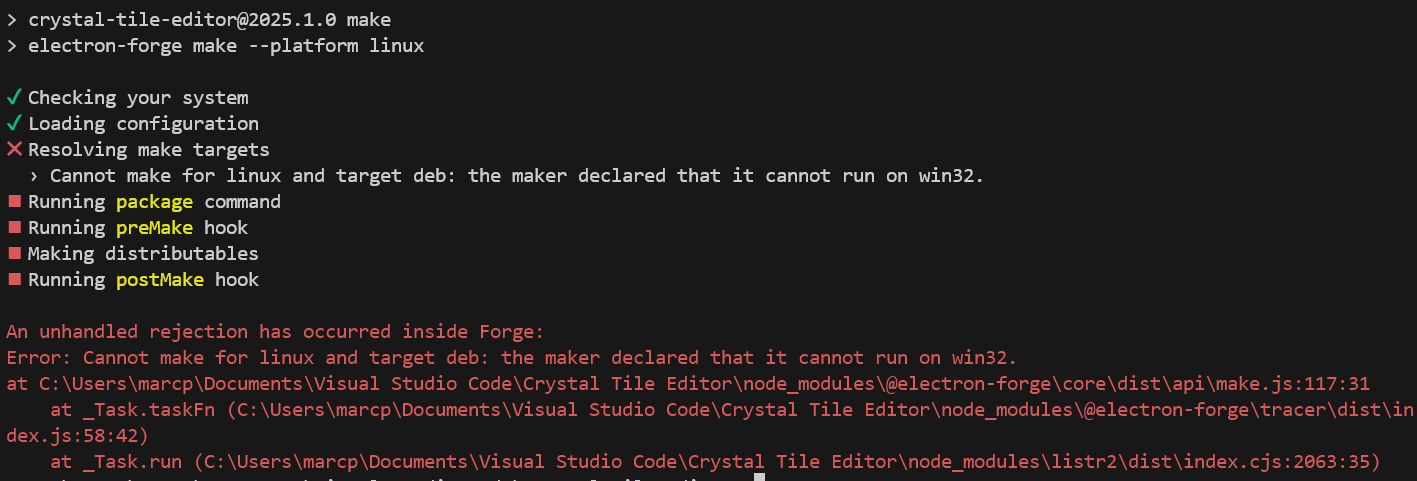 > crystal-tile-editor@2025.1.0 make
> electron-forge make --platform linux
✓ Checking your system
✓ Loading configuration
✕ Resolving make targets
› Cannot make for linux and target deb: the maker declared that it cannot run on win32.
■ Running package command
■ Running preMake hook
■ Making distributables
■ Running postMake hook
An unhandled rejection has occurred inside Forge:
Error: Cannot make for linux and target deb: the maker declared that it cannot run on win32.
at C:\Users\marcp\Documents\Visual Studio Code\Crystal Tile Editor\node_modules\@electron-forge\core\dist\api\make.js:117:31
at _Task.taskFn (C:\Users\marcp\Documents\Visual Studio Code\Crystal Tile Editor\node_modules\@electron-forge\tracer\dist\in
dex.js:58:42)
at _Task.run (C:\Users\marcp\Documents\Visual Studio Code\Crystal Tile Editor\node_modules\listr2\dist\index.cjs:2063:35)